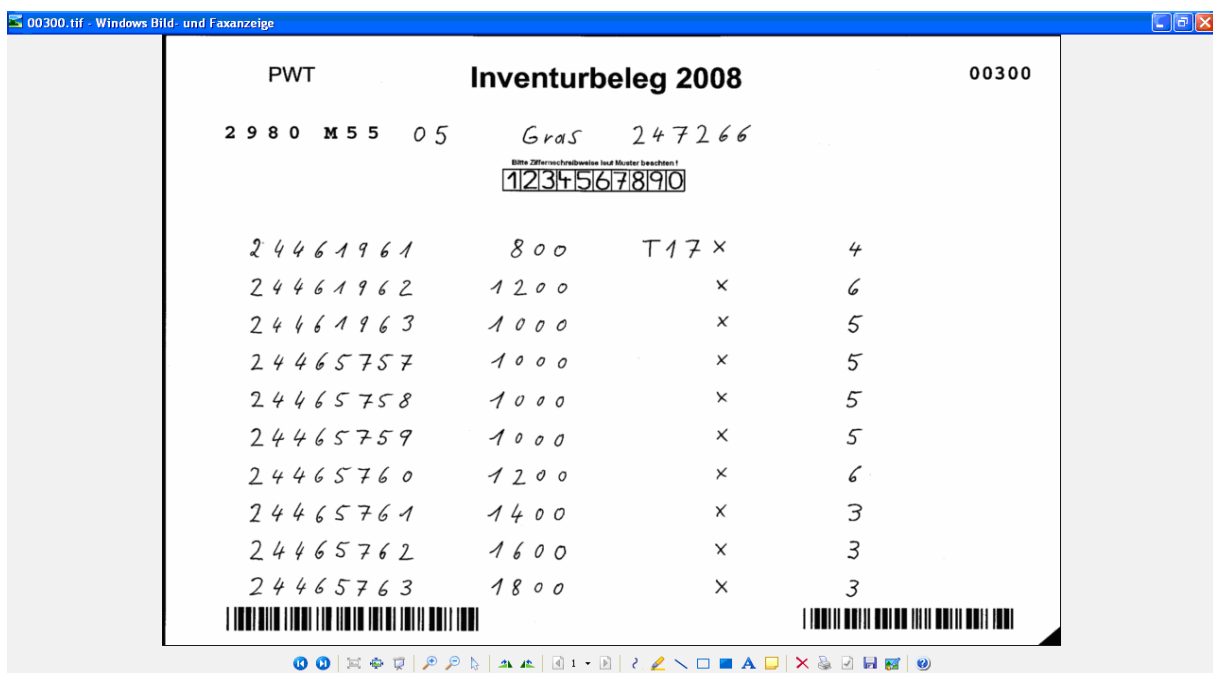 00300.tif - Windows Bild- und Faxanzeige
PWT Inventurbeleg 2008 00300
2980 M55 05 Gras 247266
Bitte Ziffernschreibweise laut Muster beachten !
1234567890
24461961 800 T17 × 4
24461962 1200 × 6
24461963 1000 × 5
24465757 1000 × 5
24465758 1000 × 5
24465759 1000 × 5
24465760 1200 × 6
24465761 1400 × 3
24465762 1600 × 3
24465763 1800 × 3
1